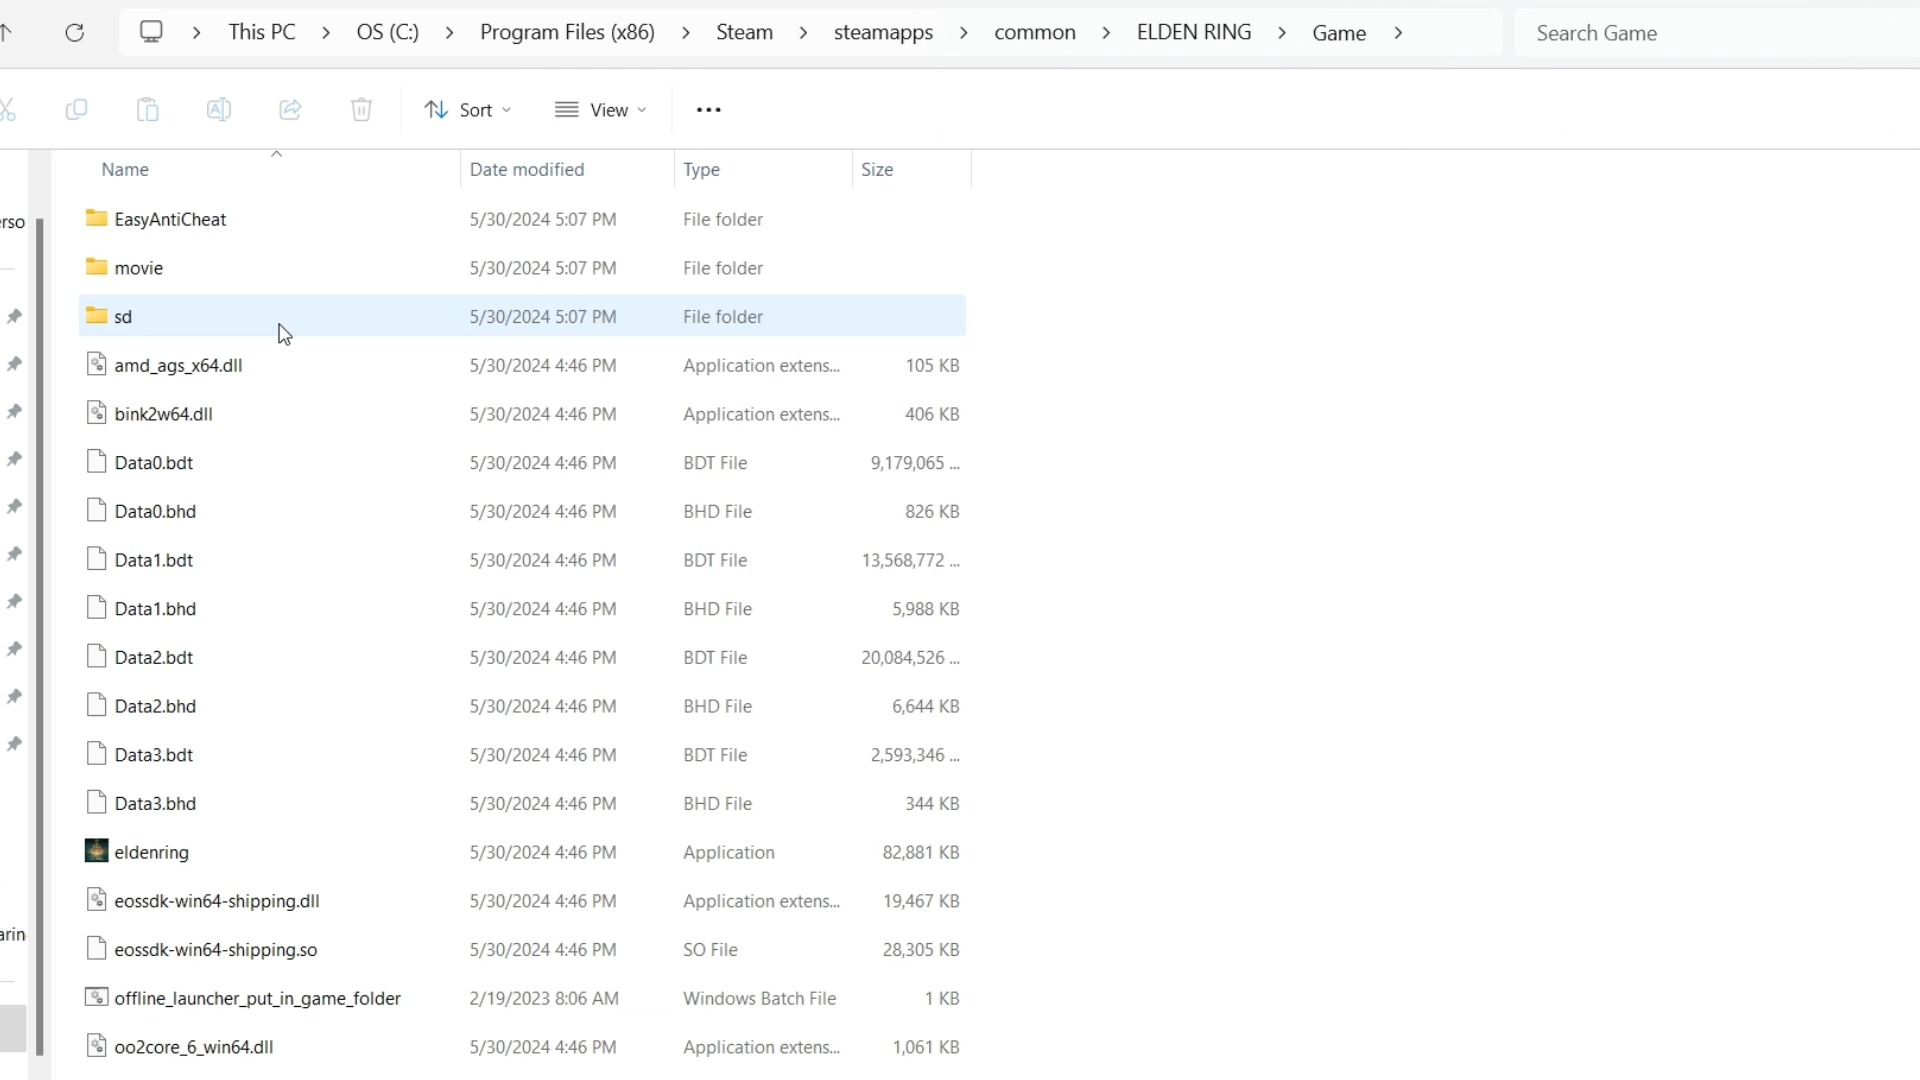 This PC > OS (C:) > Program Files (x86) > Steam > steamapps > common > ELDEN RING > Game > Search Game
Sort View •••
Name Date modified Type Size
EasyAntiCheat 5/30/2024 5:07 PM File folder
movie 5/30/2024 5:07 PM File folder
sd 5/30/2024 5:07 PM File folder
amd_ags_x64.dll 5/30/2024 4:46 PM Application extens... 105 KB
bink2w64.dll 5/30/2024 4:46 PM Application extens... 406 KB
Data0.bdt 5/30/2024 4:46 PM BDT File 9,179,065 ...
Data0.bhd 5/30/2024 4:46 PM BHD File 826 KB
Data1.bdt 5/30/2024 4:46 PM BDT File 13,568,772 ...
Data1.bhd 5/30/2024 4:46 PM BHD File 5,988 KB
Data2.bdt 5/30/2024 4:46 PM BDT File 20,084,526 ...
Data2.bhd 5/30/2024 4:46 PM BHD File 6,644 KB
Data3.bdt 5/30/2024 4:46 PM BDT File 2,593,346 ...
Data3.bhd 5/30/2024 4:46 PM BHD File 344 KB
eldenring 5/30/2024 4:46 PM Application 82,881 KB
eossdk-win64-shipping.dll 5/30/2024 4:46 PM Application extens... 19,467 KB
eossdk-win64-shipping.so 5/30/2024 4:46 PM SO File 28,305 KB
offline_launcher_put_in_game_folder 2/19/2023 8:06 AM Windows Batch File 1 KB
oo2core_6_win64.dll 5/30/2024 4:46 PM Application extens... 1,061 KB